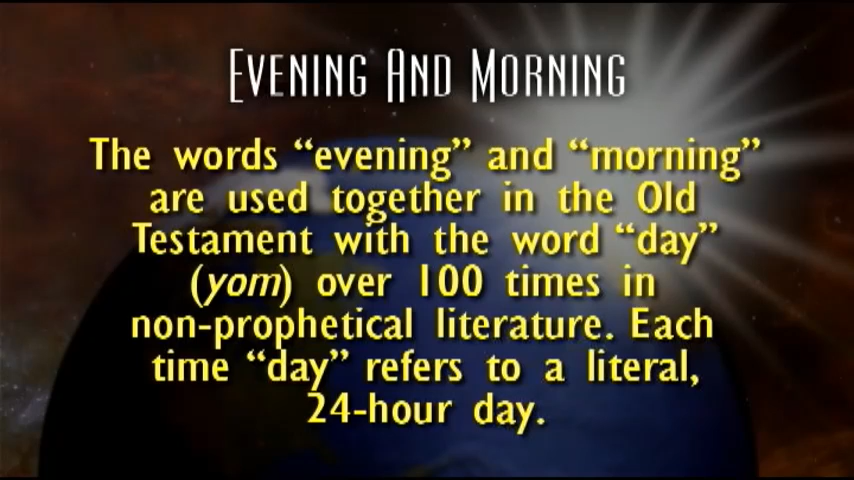 EVENING AND MORNING
The words “evening” and “morning”
are used together in the Old
Testament with the word “day”
(yom) over 100 times in
non-prophetical literature. Each
time “day” refers to a literal,
24-hour day.